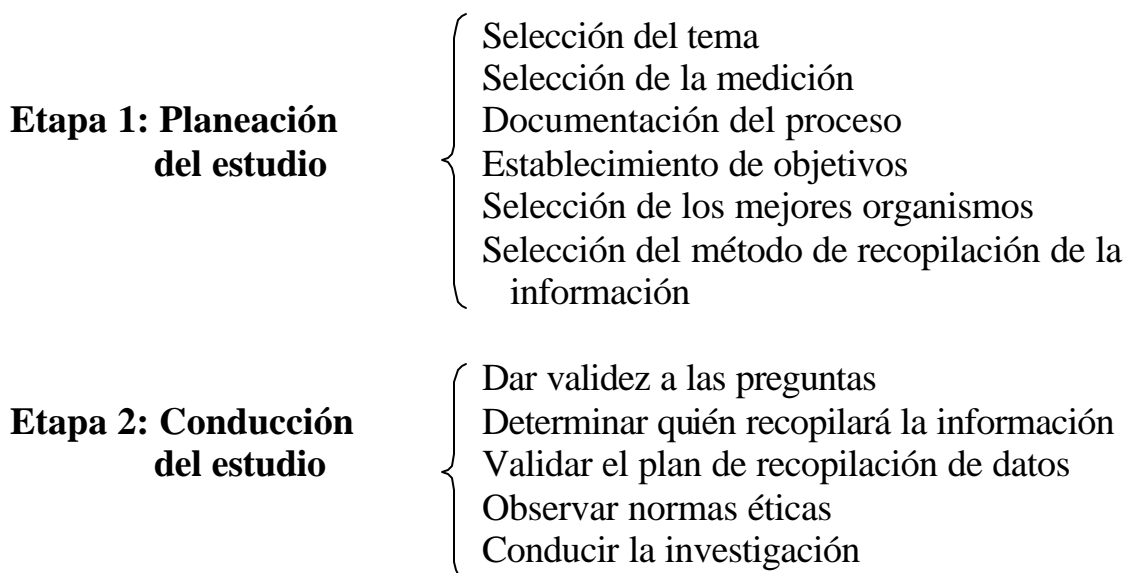 Selección del tema
Selección de la medición
Etapa 1: Planeación Documentación del proceso
del estudio Establecimiento de objetivos
Selección de los mejores organismos
Selección del método de recopilación de la
información
Dar validez a las preguntas
Etapa 2: Conducción Determinar quién recopilará la información
del estudio Validar el plan de recopilación de datos
Observar normas éticas
Conducir la investigación